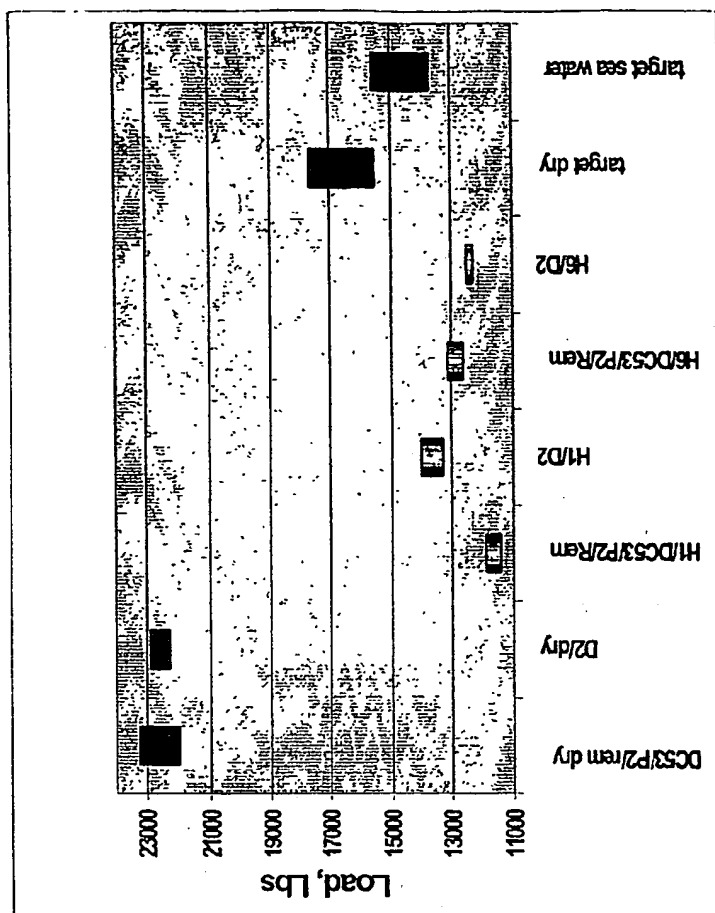 Load, Lbs
23000
21000
19000
17000
15000
13000
11000
DC53/P2/rem dry
D2/dry
H1/DC53/P2/Rem
H1/D2
H6/DC53/P2/Rem
H6/D2
target dry
target sea water